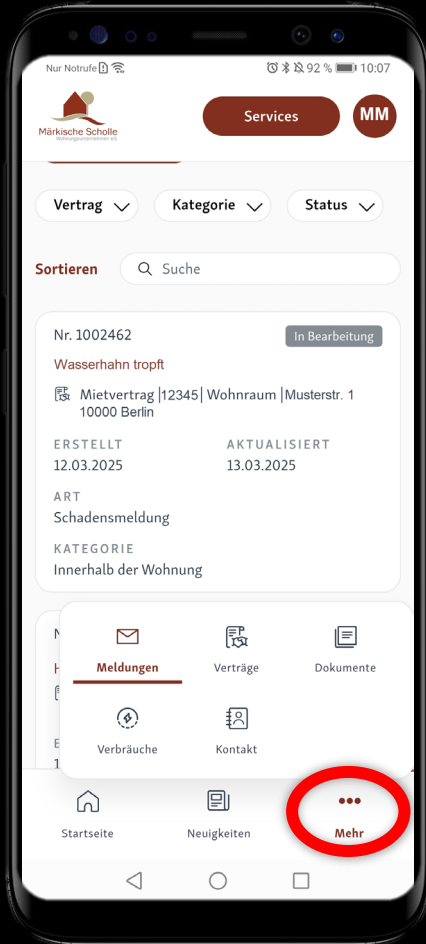 Nur Notrufe 92 % 10:07
Märkische Scholle
Wohnungsunternehmen eG
Services
MM
Vertrag Kategorie Status
Sortieren Suche
Nr. 1002462 In Bearbeitung
Wasserhahn tropft
Mietvertrag |12345| Wohnraum |Musterstr. 1
10000 Berlin
ERSTELLT AKTUALISIERT
12.03.2025 13.03.2025
ART
Schadensmeldung
KATEGORIE
Innerhalb der Wohnung
Meldungen Verträge Dokumente
Verbräuche Kontakt
Startseite Neuigkeiten Mehr